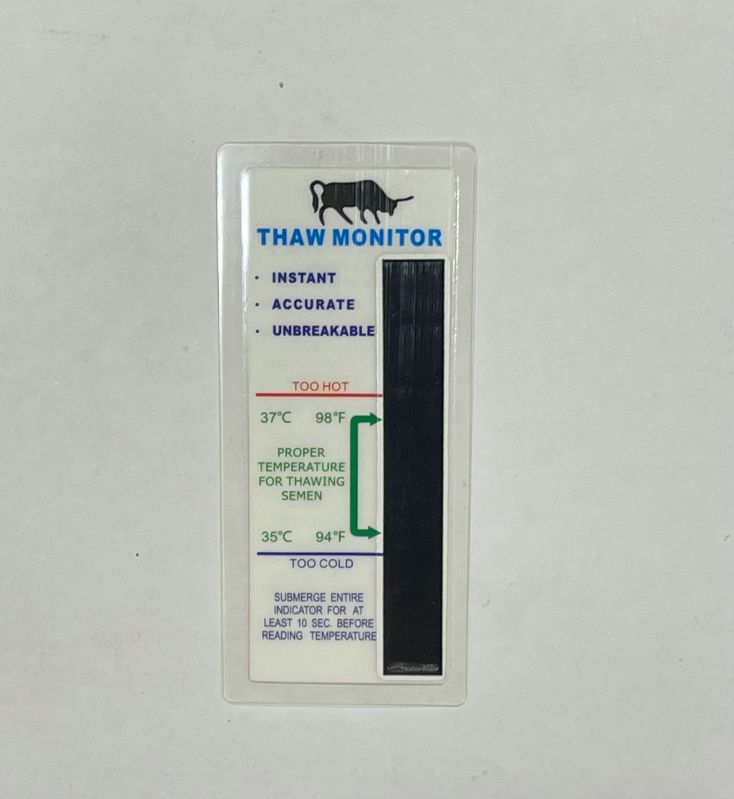 THAW MONITOR
• INSTANT
• ACCURATE
• UNBREAKABLE
TOO HOT
37°C 98°F
PROPER
TEMPERATURE
FOR THAWING
SEMEN
35°C 94°F
TOO COLD
SUBMERGE ENTIRE
INDICATOR FOR AT
LEAST 10 SEC. BEFORE
READING TEMPERATURE